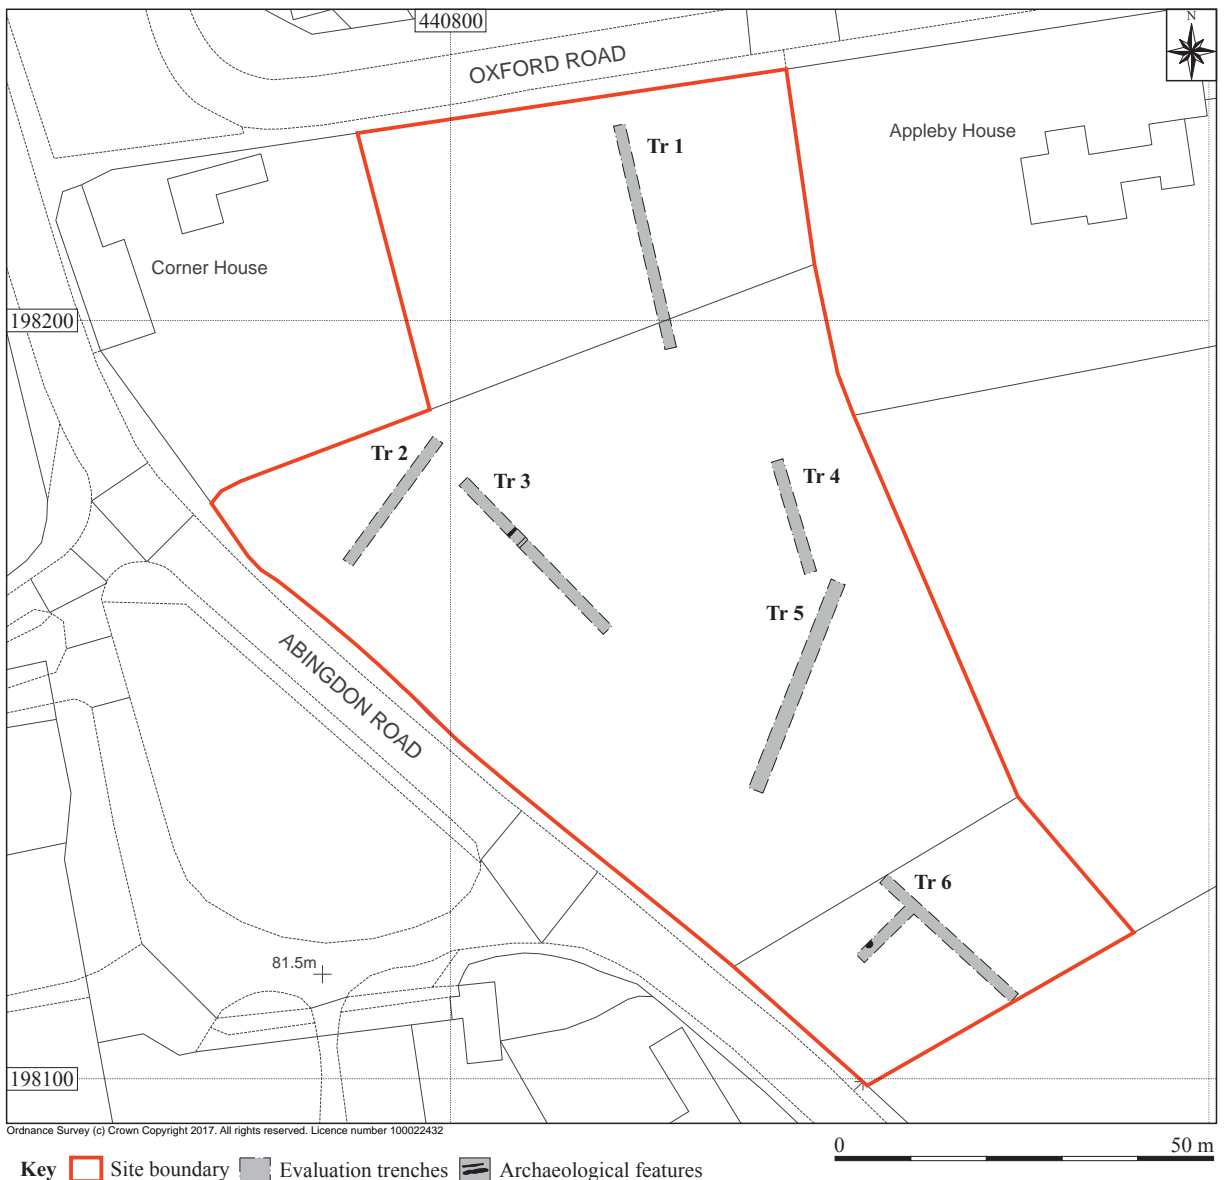 440800
N
OXFORD ROAD
Tr 1
Appleby House
Corner House
198200
Tr 2
Tr 3
Tr 4
Tr 5
ABINGDON ROAD
Tr 6
81.5m
198100
Ordnance Survey (c) Crown Copyright 2017. All rights reserved. Licence number 100022432
0 50 m
Key Site boundary Evaluation trenches Archaeological features